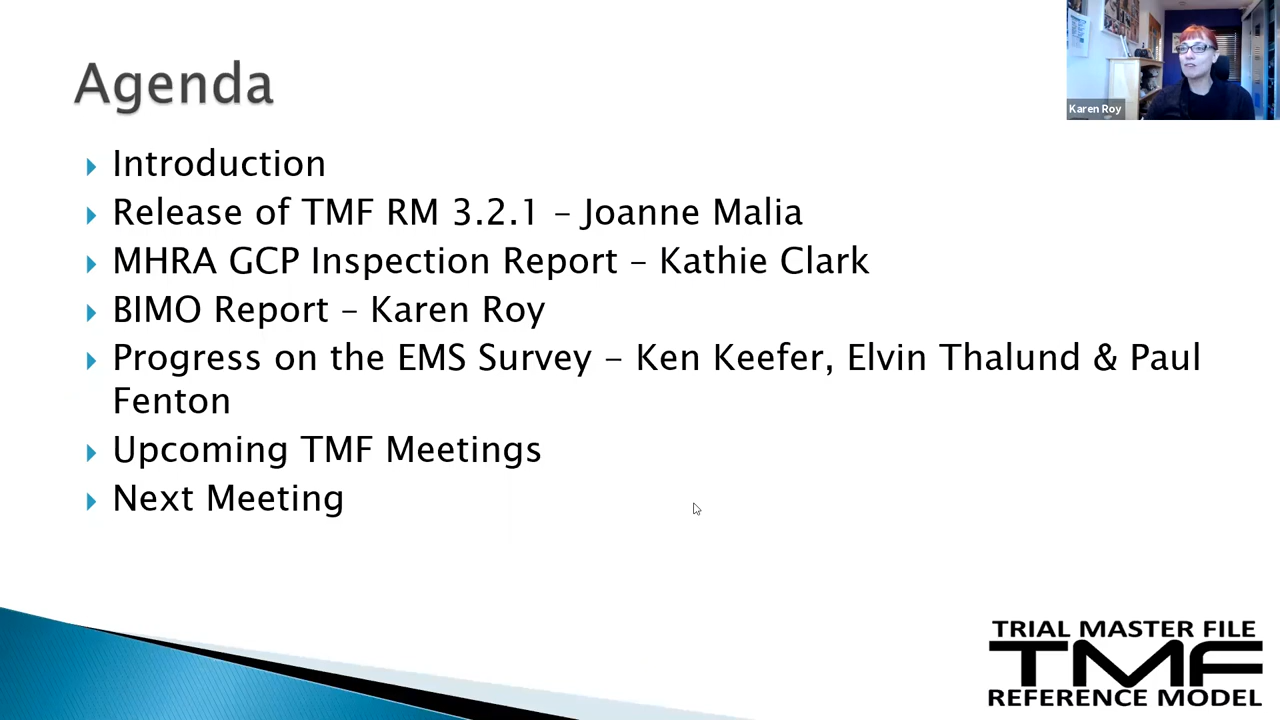 Agenda
Karen Roy
Introduction
Release of TMF RM 3.2.1 – Joanne Malia
MHRA GCP Inspection Report – Kathie Clark
BIMO Report – Karen Roy
Progress on the EMS Survey – Ken Keefer, Elvin Thalund & Paul
Fenton
Upcoming TMF Meetings
Next Meeting
TRIAL MASTER FILE
TMF
REFERENCE MODEL